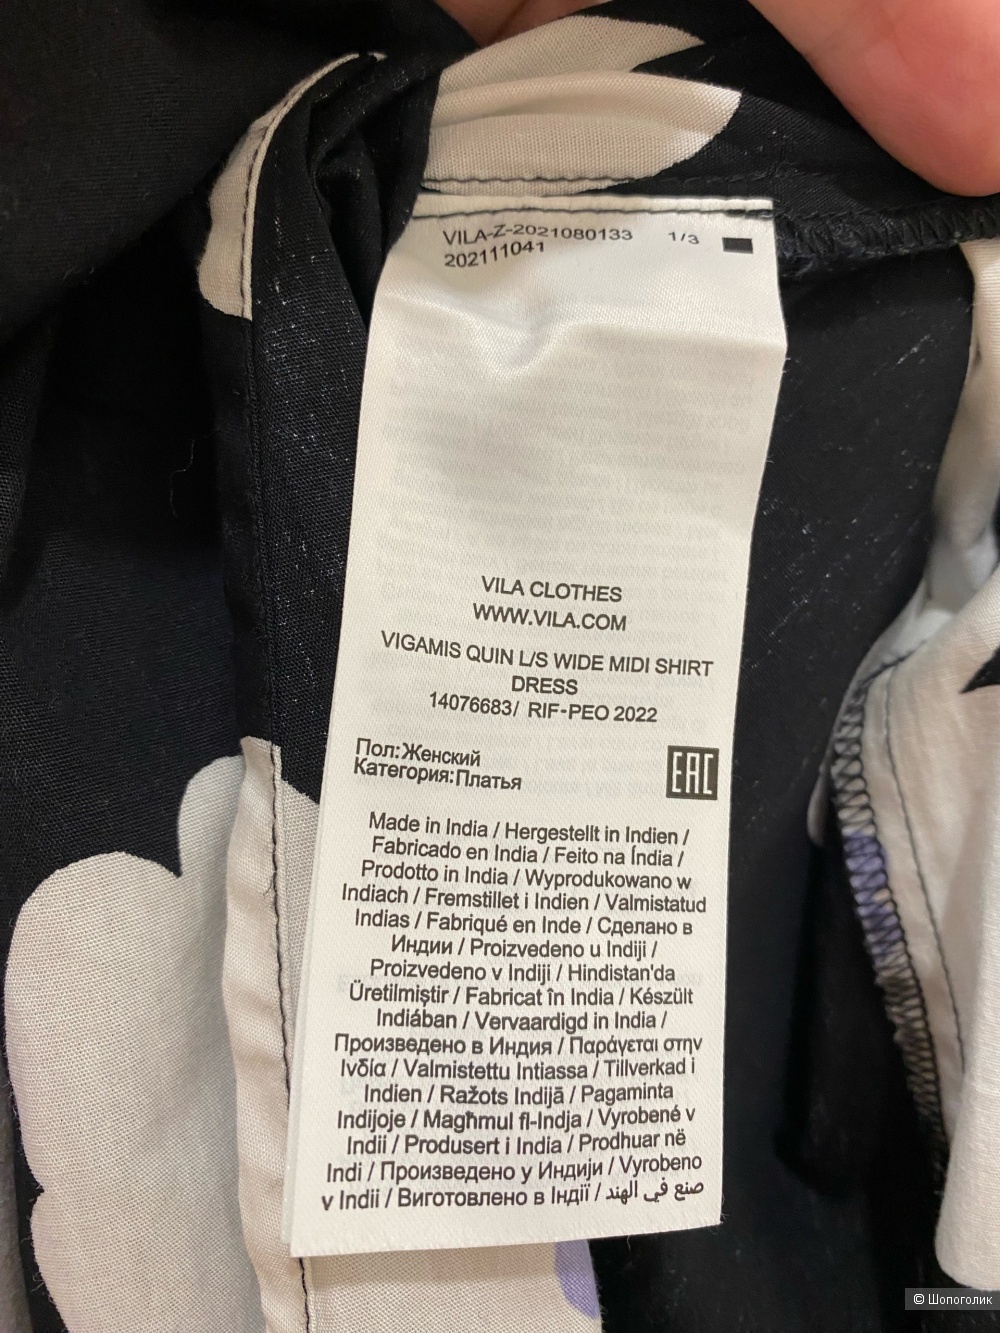 VILA-Z-2021080133 1/3
202111041
VILA CLOTHES
WWW.VILA.COM
VIGAMIS QUIN L/S WIDE MIDI SHIRT
DRESS
14076683/ RIF-PEO 2022
Пол:Женский
Категория:Платья
EAC
Made in India / Hergestellt in Indien /
Fabricado en India / Feito na Índia /
Prodotto in India / Wyprodukowano w
Indiach / Fremstillet i Indien / Valmistatud
Indias / Fabriqué en Inde / Сделано в
Индии / Proizvedeno u Indiji /
Proizvedeno v Indiji / Hindistan'da
Üretilmiştir / Fabricat în India / Készült
Indiában / Vervaardigd in India /
Произведено в Индия / Παράγεται στην
Ινδία / Valmistettu Intiassa / Tillverkad i
Indien / Ražots Indijā / Pagaminta
Indijoje / Magħmul fl-Indja / Vyrobené v
Indii / Produsert i India / Prodhuar në
Indi / Произведено у Индији / Vyrobeno
v Indii / Виготовлено в Індії / صنع في الهند
© Шопоголик